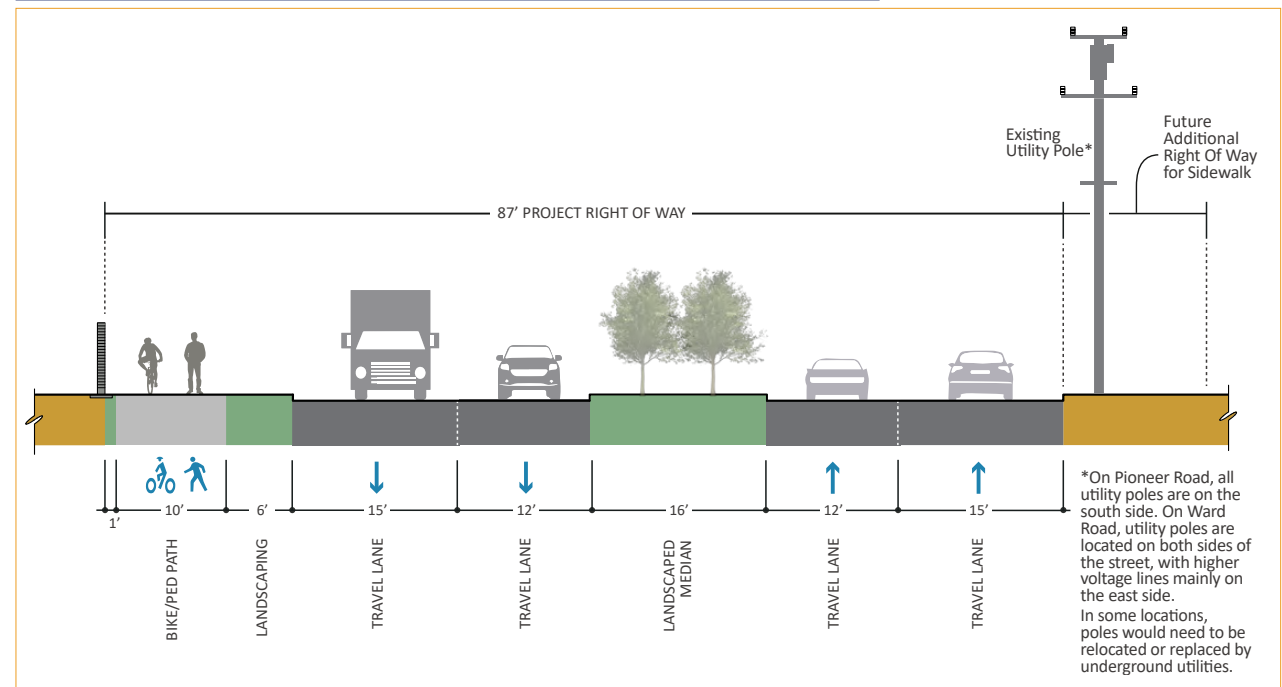 Existing
Utility Pole*
Future
Additional
Right Of Way
for Sidewalk
87’ PROJECT RIGHT OF WAY
1’
10’
6’
15’
12’
16’
12’
15’
BIKE/PED PATH
LANDSCAPING
TRAVEL LANE
TRAVEL LANE
LANDSCAPED
MEDIAN
TRAVEL LANE
TRAVEL LANE
*On Pioneer Road, all
utility poles are on the
south side. On Ward
Road, utility poles are
located on both sides of
the street, with higher
voltage lines mainly on
the east side.
In some locations,
poles would need to be
relocated or replaced by
underground utilities.